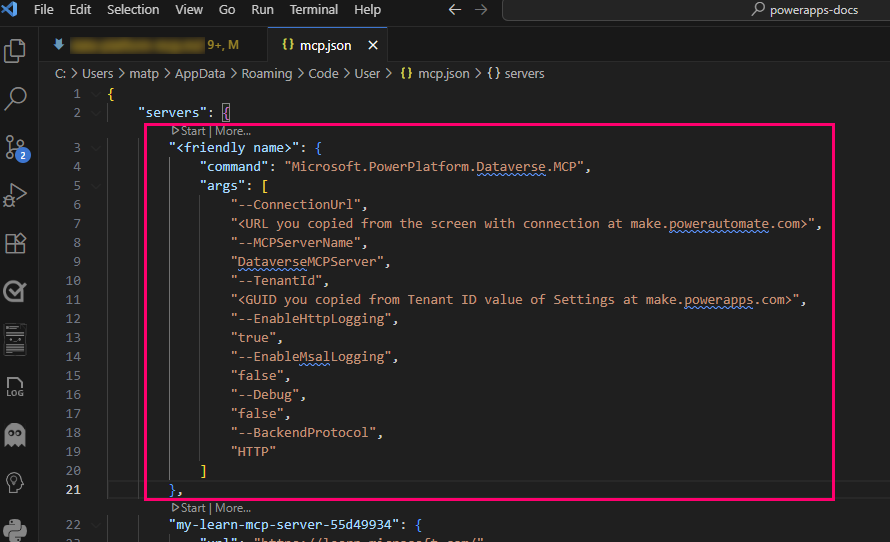 File Edit Selection View Go Run Terminal Help
powerapps-docs
9+, M
{} mcp.json
C: > Users > matp > AppData > Roaming > Code > User > {} mcp.json > {} servers
1 {
2 "servers": {
Start | More...
3 "<friendly name>": {
4 "command": "Microsoft.PowerPlatform.Dataverse.MCP",
5 "args": [
6 "--ConnectionUrl",
7 "<URL you copied from the screen with connection at make.powerautomate.com>",
8 "--MCPServerName",
9 "DataverseMCPServer",
10 "--TenantId",
11 "<GUID you copied from Tenant ID value of Settings at make.powerapps.com>",
12 "--EnableHttpLogging",
13 "true",
14 "--EnableMsalLogging",
15 "false",
16 "--Debug",
17 "false",
18 "--BackendProtocol",
19 "HTTP"
20 ]
21 },
Start | More...
22 "my-learn-mcp-server-55d49934": {
23 "url": "https://learn.microsoft.com/"
2
LOG